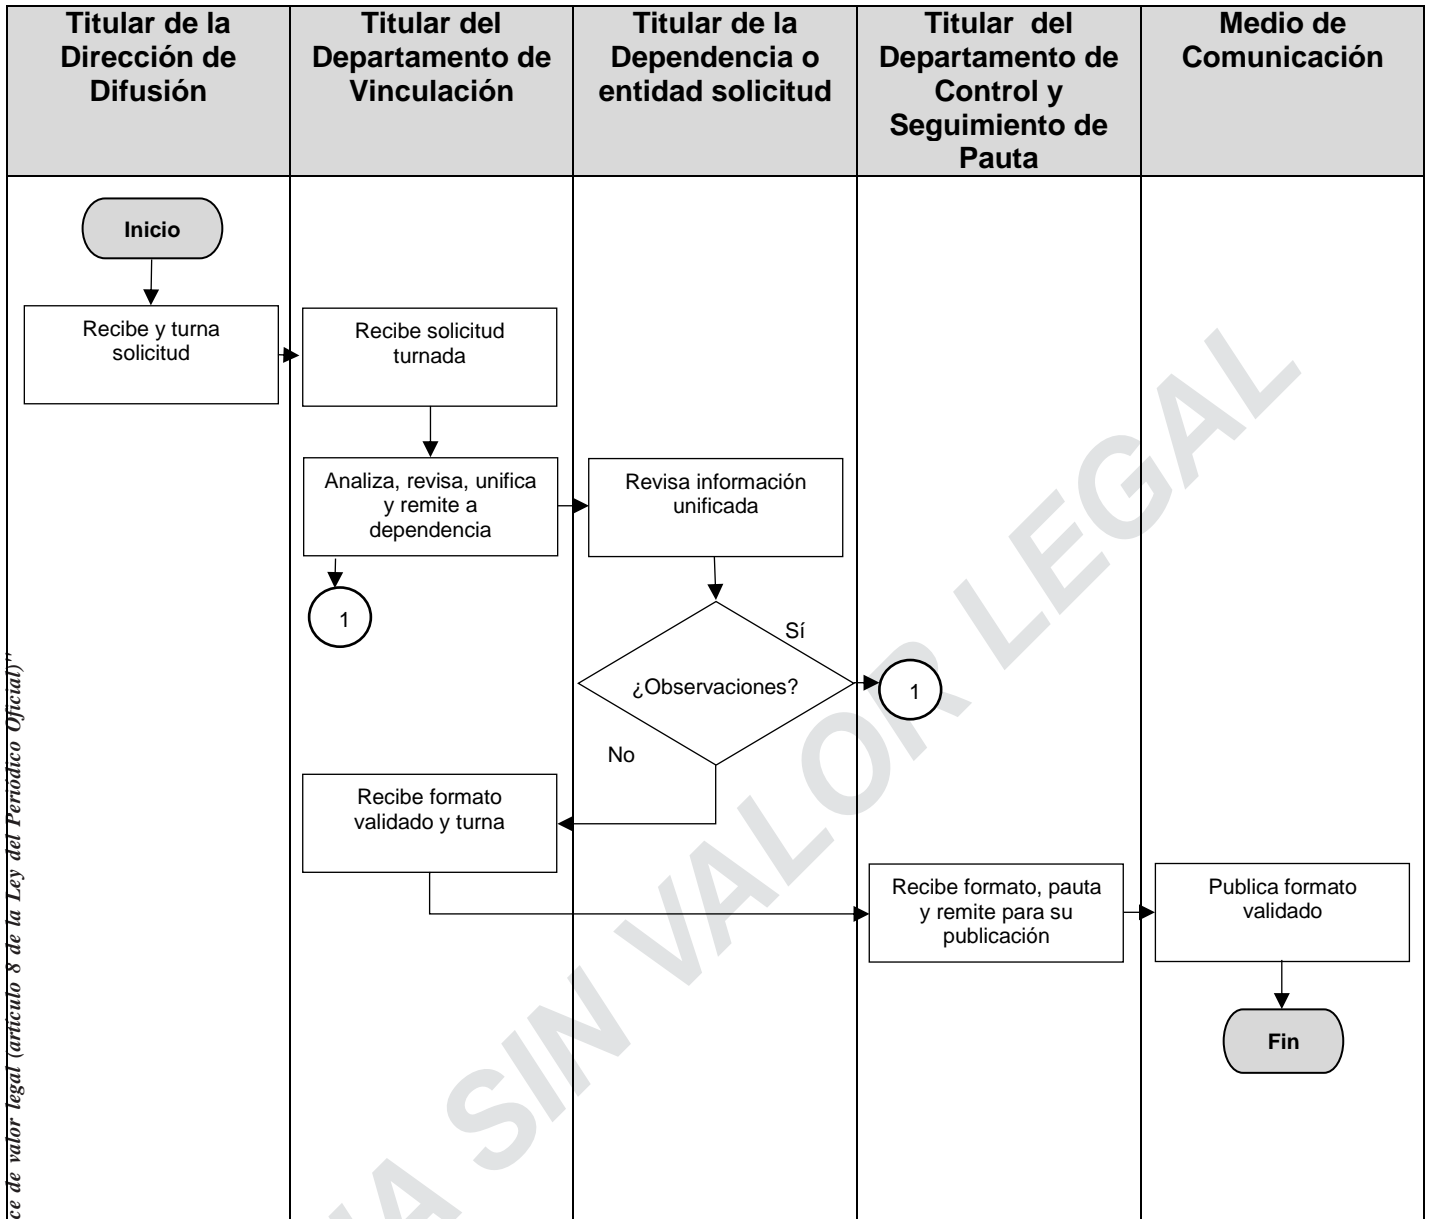 Titular de la
Dirección de
Difusión
Titular del
Departamento de
Vinculación
Titular de la
Dependencia o
entidad solicitud
Titular del
Departamento de
Control y
Seguimiento de
Pauta
Medio de
Comunicación
Inicio
Recibe y turna
solicitud
Recibe solicitud
turnada
Analiza, revisa, unifica
y remite a
dependencia
Revisa información
unificada
1
Sí
¿Observaciones?
1
No
Recibe formato
validado y turna
Recibe formato, pauta
y remite para su
publicación
Publica formato
validado
Fin
SIN VALOR LEGAL
de valor legal (artículo 8 de la Ley del Periódico Oficial)"